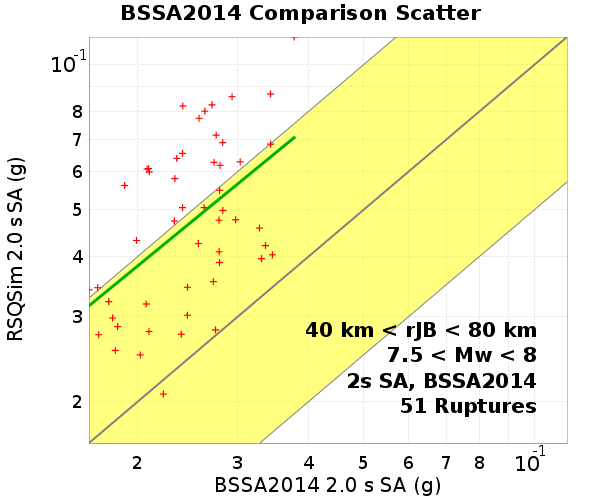 BSSA2014 Comparison Scatter
RSQSim 2.0 s SA (g)
10-1
8
7
6
5
4
3
2
40 km < rJB < 80 km
7.5 < Mw < 8
2s SA, BSSA2014
51 Ruptures
2 3 4 5 6 7 8 10-1
BSSA2014 2.0 s SA (g)